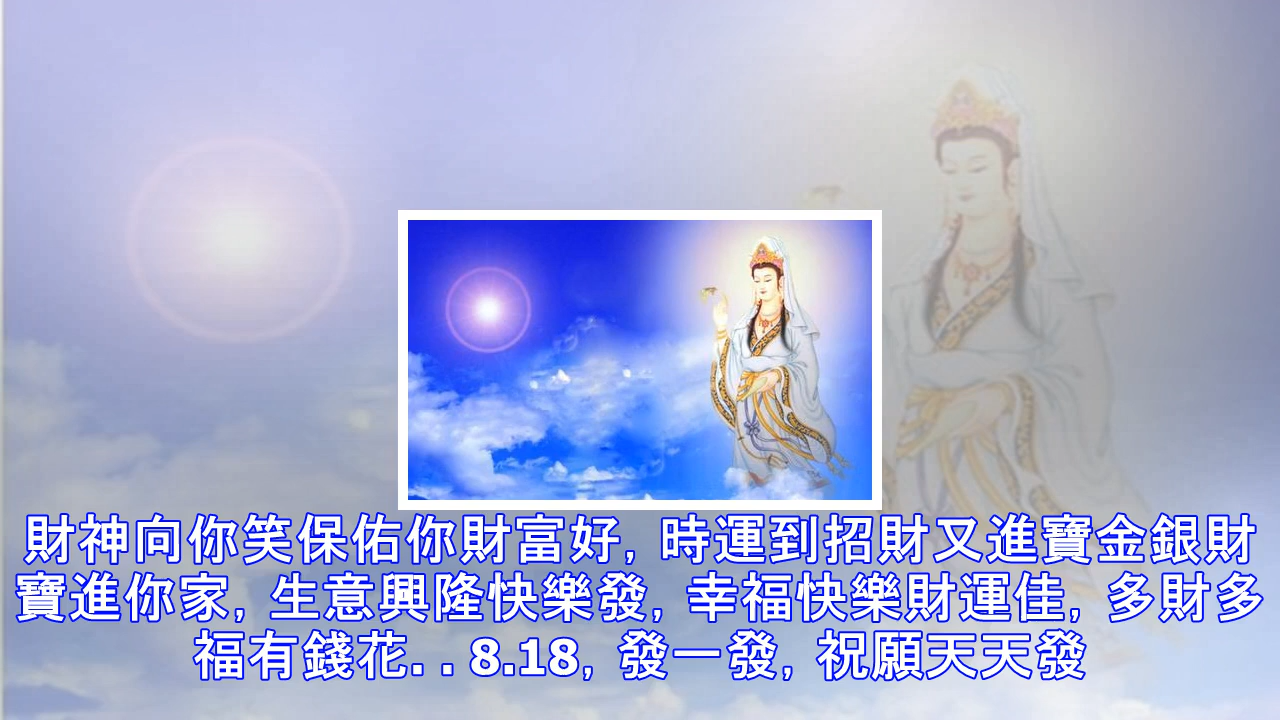 財神向你笑保佑你財富好, 時運到招財又進寶金銀財
寶進你家, 生意興隆快樂發, 幸福快樂財運佳, 多財多
福有錢花. . 8.18, 發一發, 祝願天天發